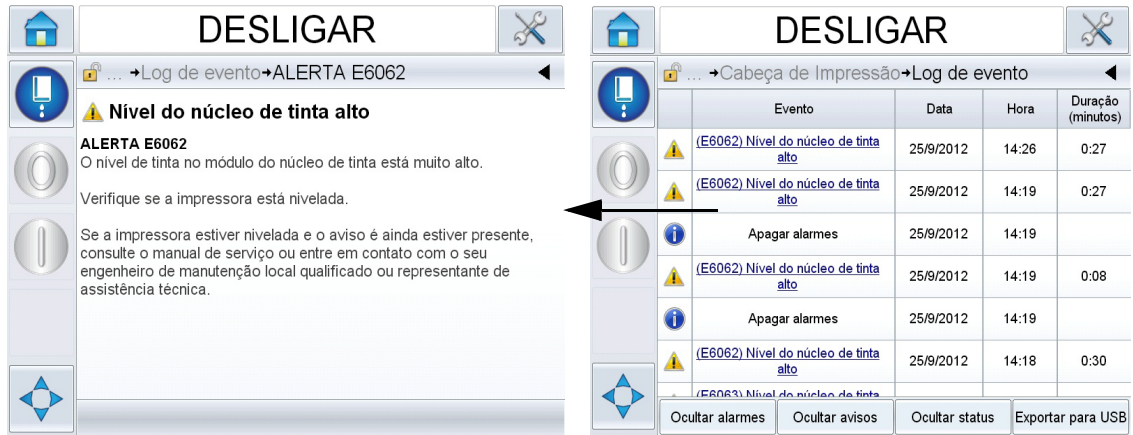 DESLIGAR
... →Log de evento→ALERTA E6062
Nível do núcleo de tinta alto
ALERTA E6062
O nível de tinta no módulo do núcleo de tinta está muito alto.
Verifique se a impressora está nivelada.
Se a impressora estiver nivelada e o aviso é ainda estiver presente,
consulte o manual de serviço ou entre em contato com o seu
engenheiro de manutenção local qualificado ou representante de
assistência técnica.
DESLIGAR
... →Cabeça de Impressão→Log de evento
Evento Data Hora Duração
(minutos)
(E6062) Nível do núcleo de tinta
alto 25/9/2012 14:26 0:27
(E6062) Nível do núcleo de tinta
alto 25/9/2012 14:19 0:27
Apagar alarmes 25/9/2012 14:19
(E6062) Nível do núcleo de tinta
alto 25/9/2012 14:19 0:08
Apagar alarmes 25/9/2012 14:19
(E6062) Nível do núcleo de tinta
alto 25/9/2012 14:18 0:30
(E6063) Nível do núcleo de tinta
Ocultar alarmes Ocultar avisos Ocultar status Exportar para USB